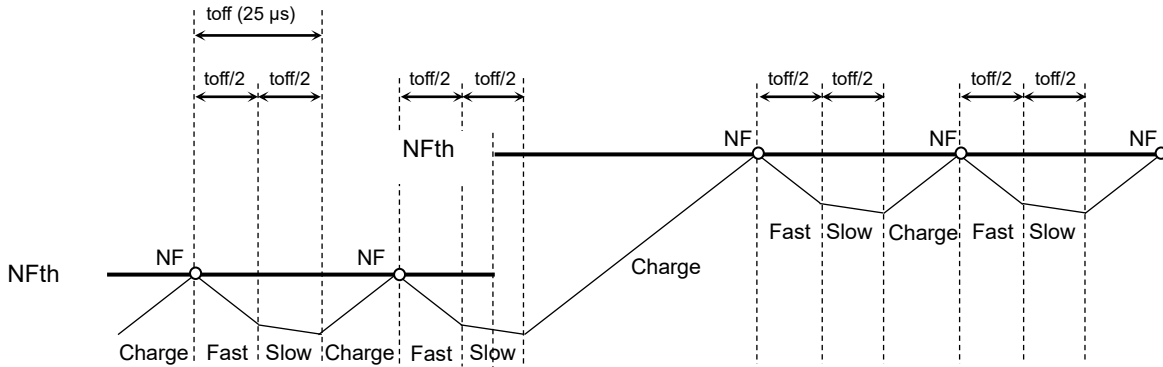 toff (25 µs)
toff/2 toff/2 toff/2 toff/2 toff/2 toff/2 toff/2 toff/2
NFth NF NF NF
Fast Slow Charge Fast Slow
Charge
NFth NF NF
Charge Fast Slow Charge Fast Slow